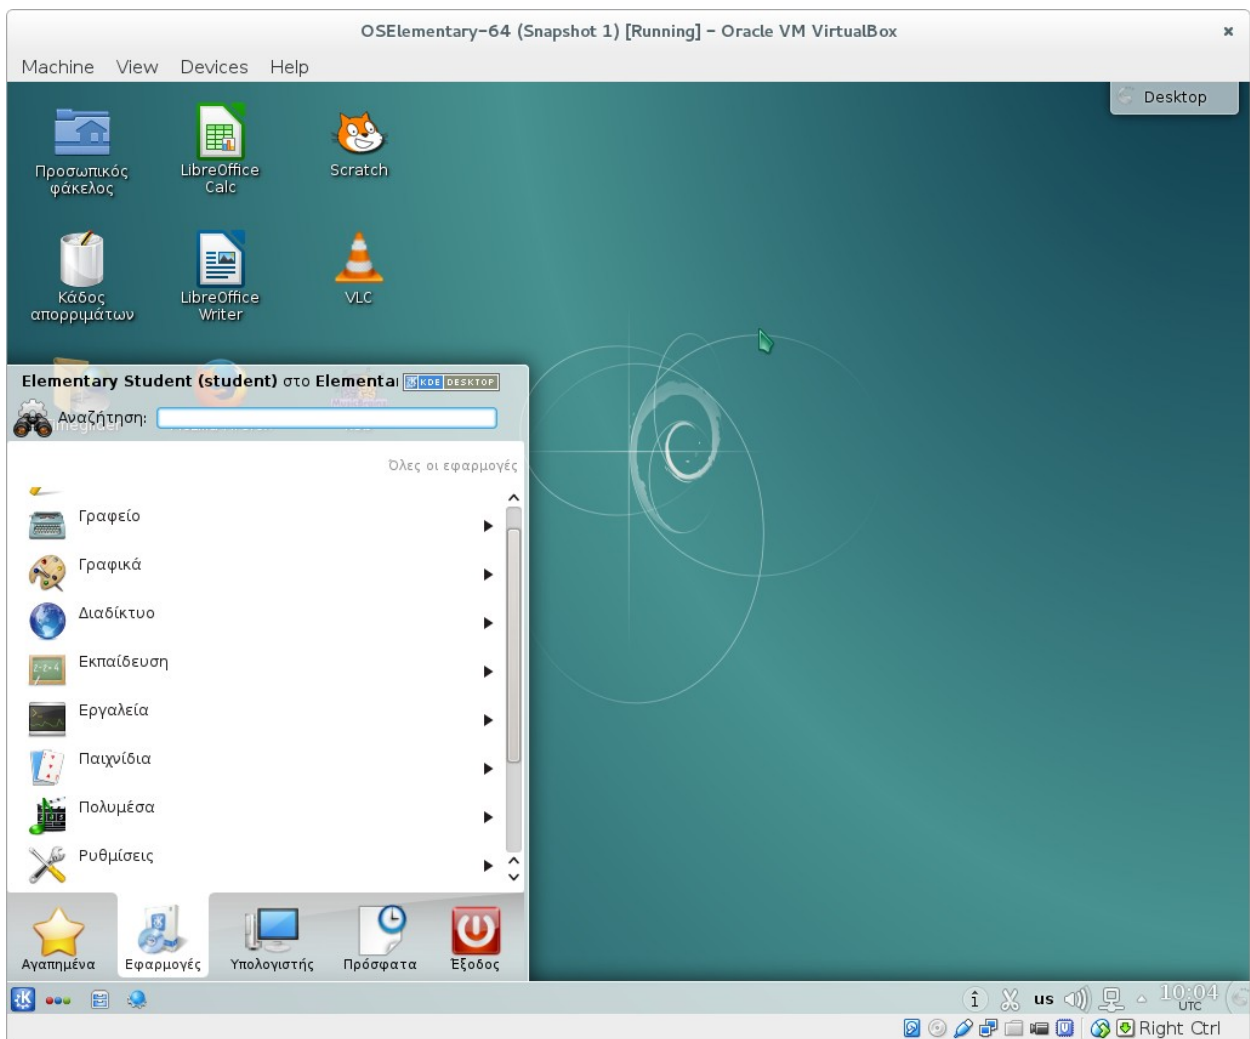 OSElementary-64 (Snapshot 1) [Running] - Oracle VM VirtualBox
Machine View Devices Help
Desktop
Προσωπικός
φάκελος
LibreOffice
Calc
Scratch
Κάδος
απορριμάτων
LibreOffice
Writer
VLC
Elementary Student (student) στο Elementar KDE DESKTOP
Αναζήτηση:
Όλες οι εφαρμογές
Γραφείο
Γραφικά
Διαδίκτυο
Εκπαίδευση
Εργαλεία
Παιχνίδια
Πολυμέσα
Ρυθμίσεις
Αγαπημένα Εφαρμογές Υπολογιστής Πρόσφατα Έξοδος
us 10:04
UTC
Right Ctrl